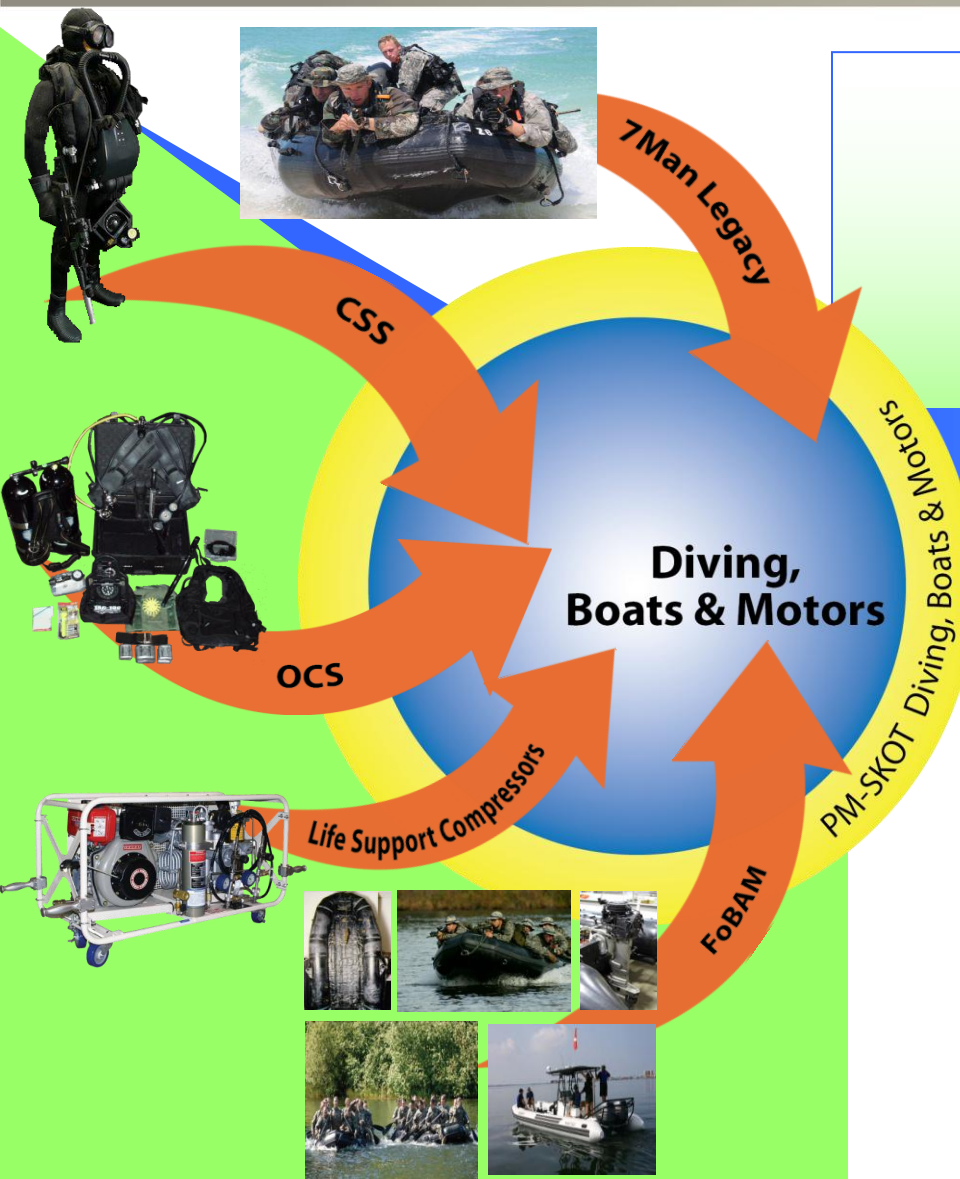 7Man Legacy
CSS
Diving,
Boats & Motors
OCS
Life Support Compressors
FoBAM
PM-SKOT Diving, Boats & Motors